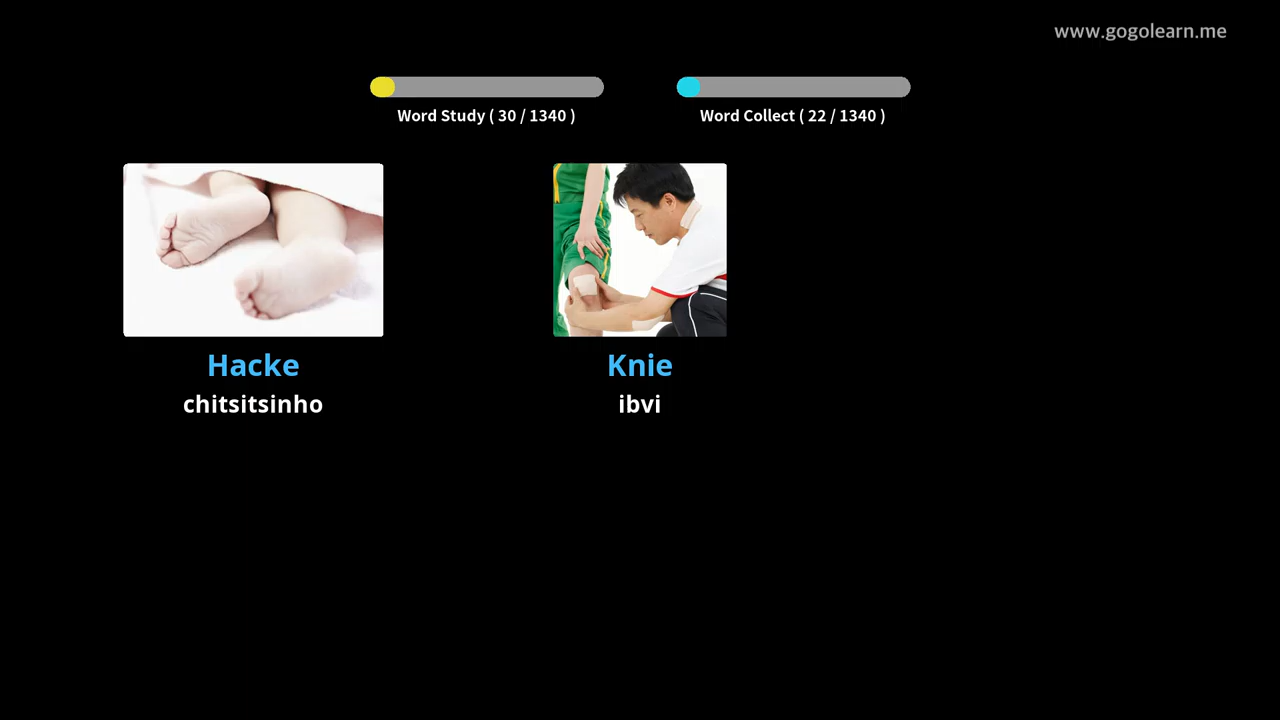 www.gogolearn.me
Word Study ( 30 / 1340 )
Word Collect ( 22 / 1340 )
Hacke
chitsitsinho
Knie
ibvi